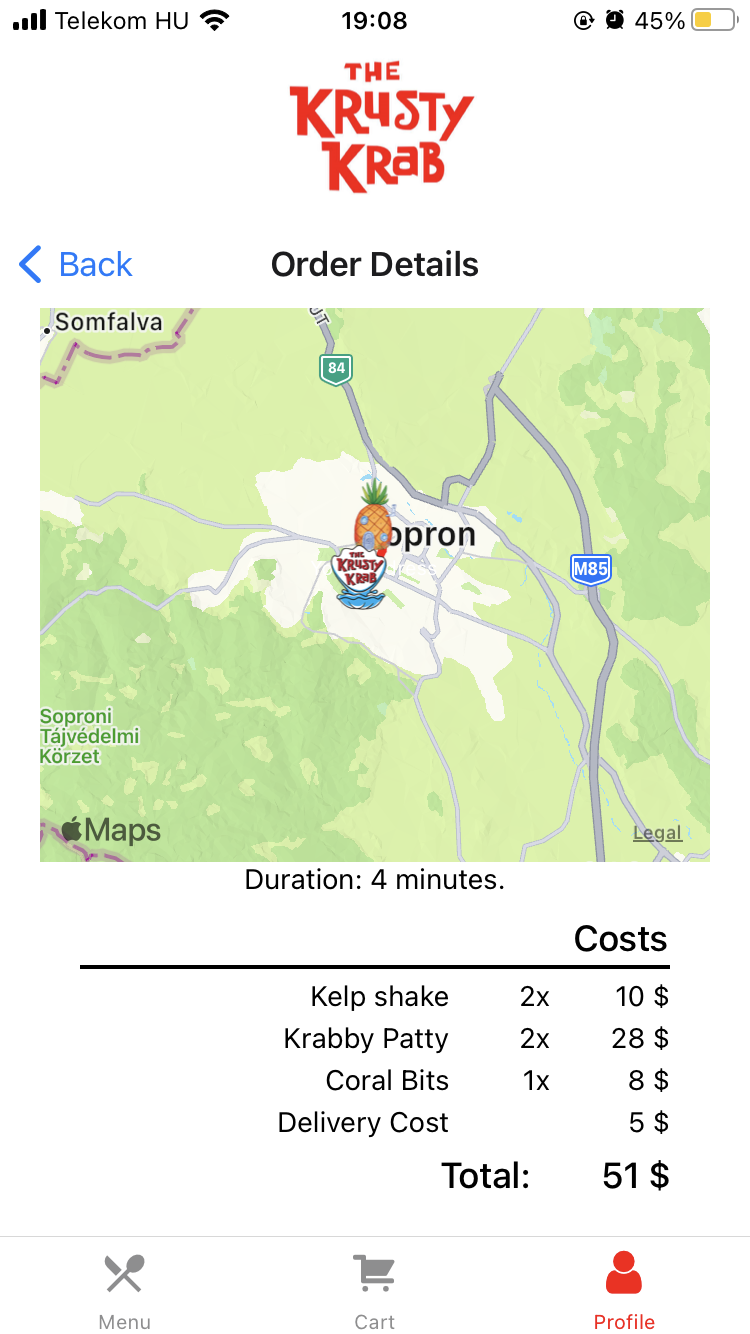 Telekom HU 19:08 45%
THE
KRUSTY
KRAB
Back Order Details
Somfalva
84
opron
THE
KRUSTY
KRAB
M85
Soproni
Tájvédelmi
Körzet
Maps Legal
Duration: 4 minutes.
Costs
Kelp shake 2x 10 $
Krabby Patty 2x 28 $
Coral Bits 1x 8 $
Delivery Cost 5 $
Total: 51 $
Menu Cart Profile